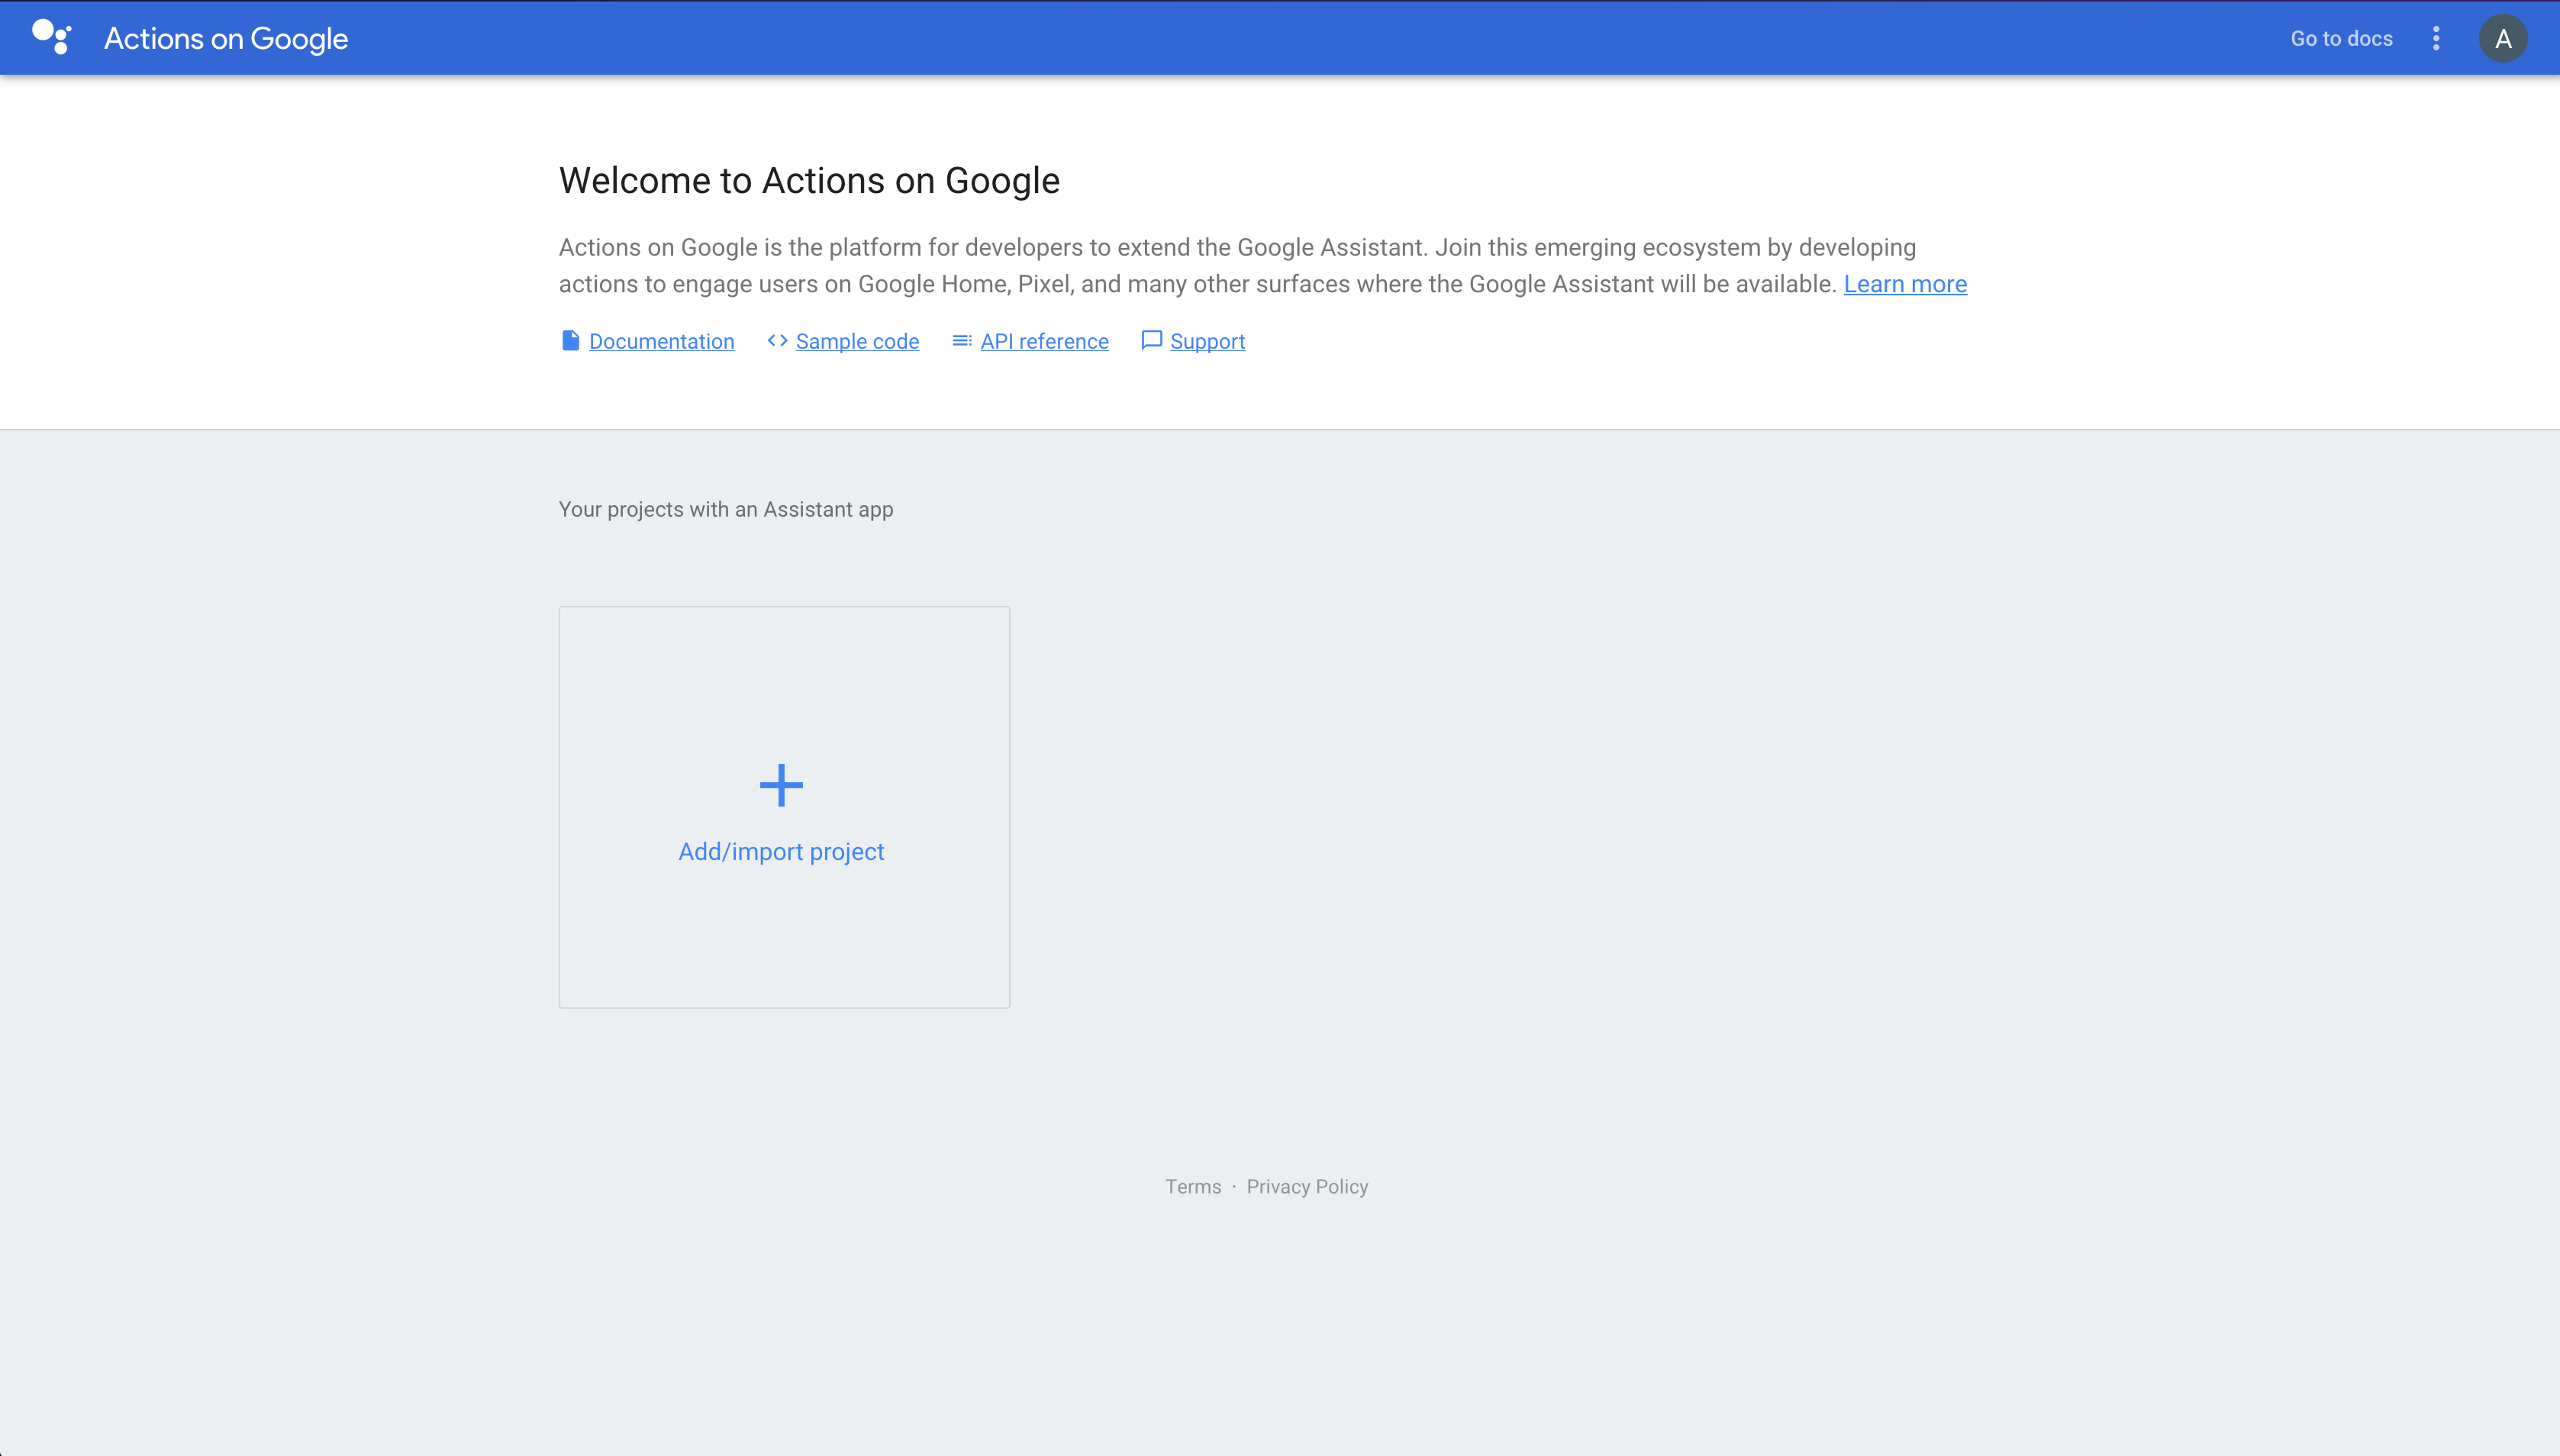 Actions on Google
Go to docs
A
Welcome to Actions on Google
Actions on Google is the platform for developers to extend the Google Assistant. Join this emerging ecosystem by developing
actions to engage users on Google Home, Pixel, and many other surfaces where the Google Assistant will be available. Learn more
Documentation Sample code API reference Support
Your projects with an Assistant app
Add/import project
Terms · Privacy Policy